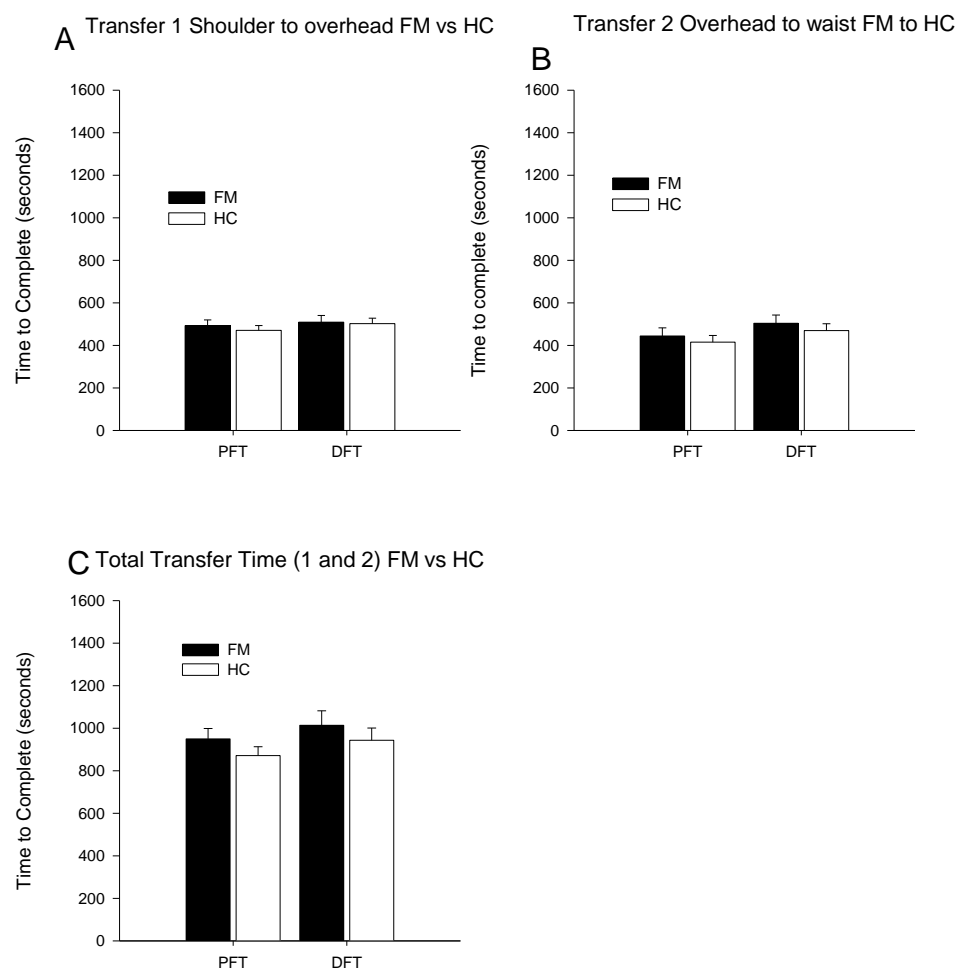 A
Transfer 1 Shoulder to overhead FM vs HC
Time to Complete (seconds)
1600
1400
1200
1000
800
600
400
200
0
FM
HC
PFT
DFT
Transfer 2 Overhead to waist FM to HC
B
Time to complete (seconds)
1600
1400
1200
1000
800
600
400
200
0
FM
HC
PFT
DFT
C Total Transfer Time (1 and 2) FM vs HC
Time to Complete (seconds)
1600
1400
1200
1000
800
600
400
200
0
FM
HC
PFT
DFT